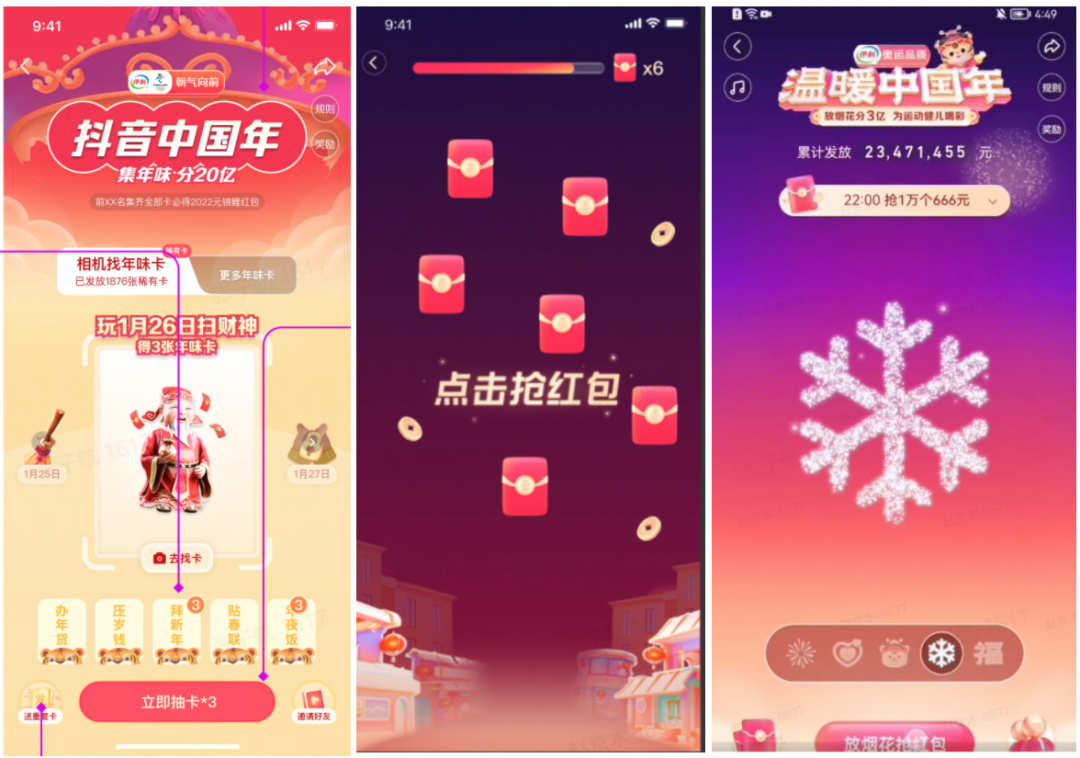 9:41
伊利
朝气向前
规则
抖音中国年
奖励
集年味·分20亿
前XX名集齐全部卡必得2022元锦鲤红包
稀有卡
相机找年味卡
已发放1876张稀有卡
更多年味卡
玩1月26日扫财神
得3张年味卡
1月25日
1月27日
去找卡
办年货
压岁钱
拜新年
3
贴春联
年夜饭
3
送重复卡
立即抽卡*3
邀请好友
9:41
x6
点击抢红包
4:49
伊利
奥运品质
温暖中国年
放烟花分3亿 为运动健儿喝彩
规则
奖励
累计发放 23,471,455 元
22:00 抢1万个666元
福
放烟花抢红包